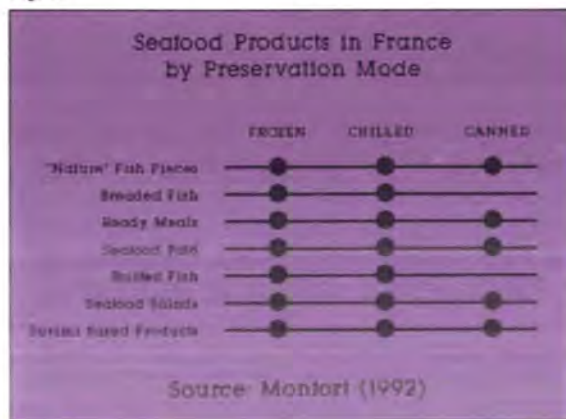 Seafood Products in France
by Preservation Mode
FROZEN CHILLED CANNED
"Nature" Fish Pieces
Breaded Fish
Ready Meals
Seafood Paté
Fish
Seafood Salads
Surimi Based Products
Source: Monfort (1992)